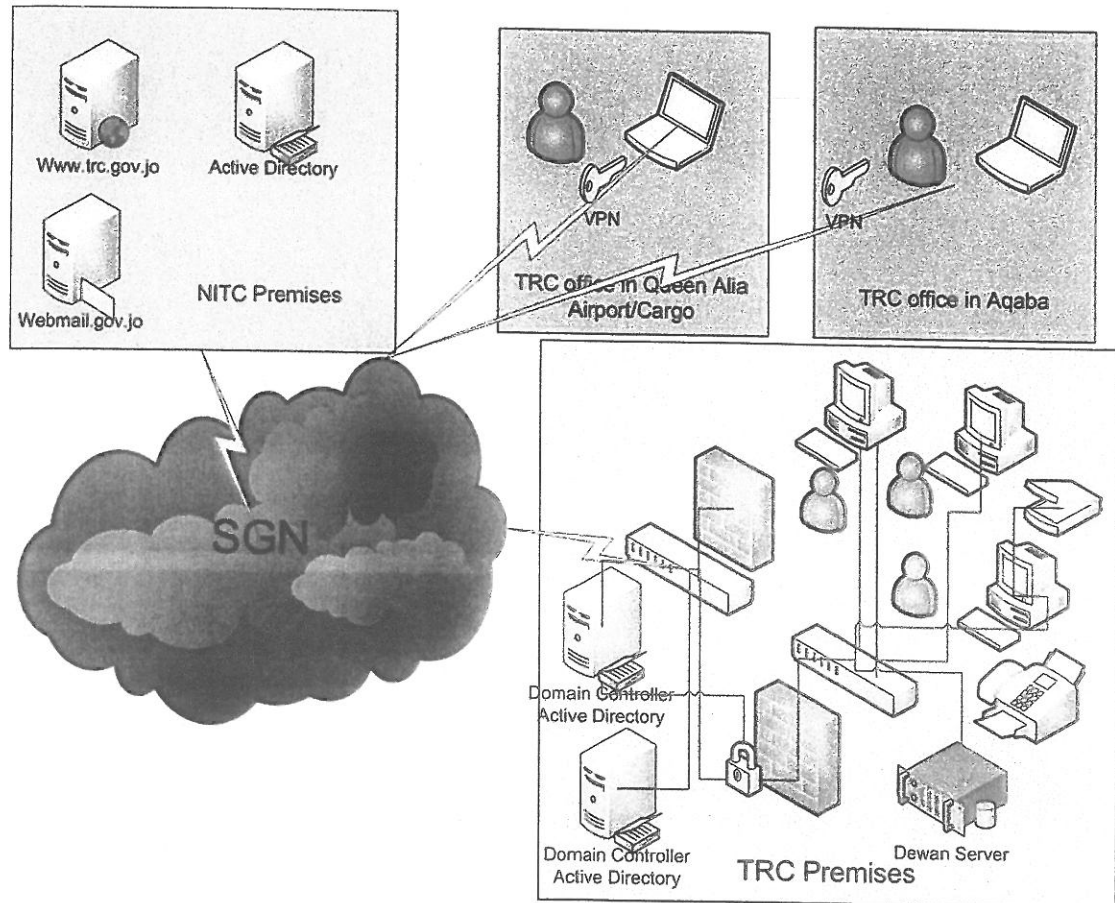 Www.trc.gov.jo
Active Directory
Webmail.gov.jo
NITC Premises
VPN
TRC office in Queen Alia
Airport/Cargo
VPN
TRC office in Aqaba
SGN
Domain Controller
Active Directory
Domain Controller
Active Directory
Dewan Server
TRC Premises